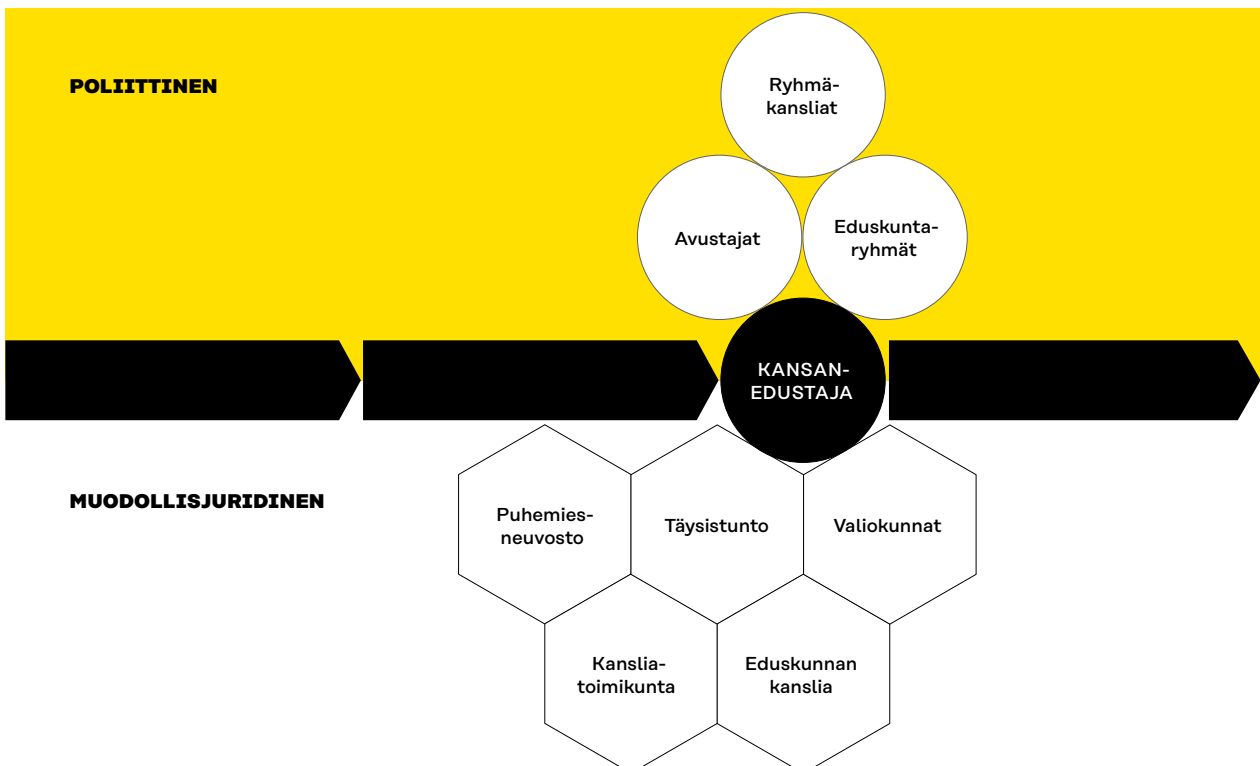 POLIITTINEN
Ryhmä-
kansliat
Avustajat
Eduskunta-
ryhmät
KANSAN-
EDUSTAJA
MUODOLLISJURIDINEN
Puhemies-
neuvosto
Täysistunto
Valiokunnat
Kanslia-
toimikunta
Eduskunnan
kanslia